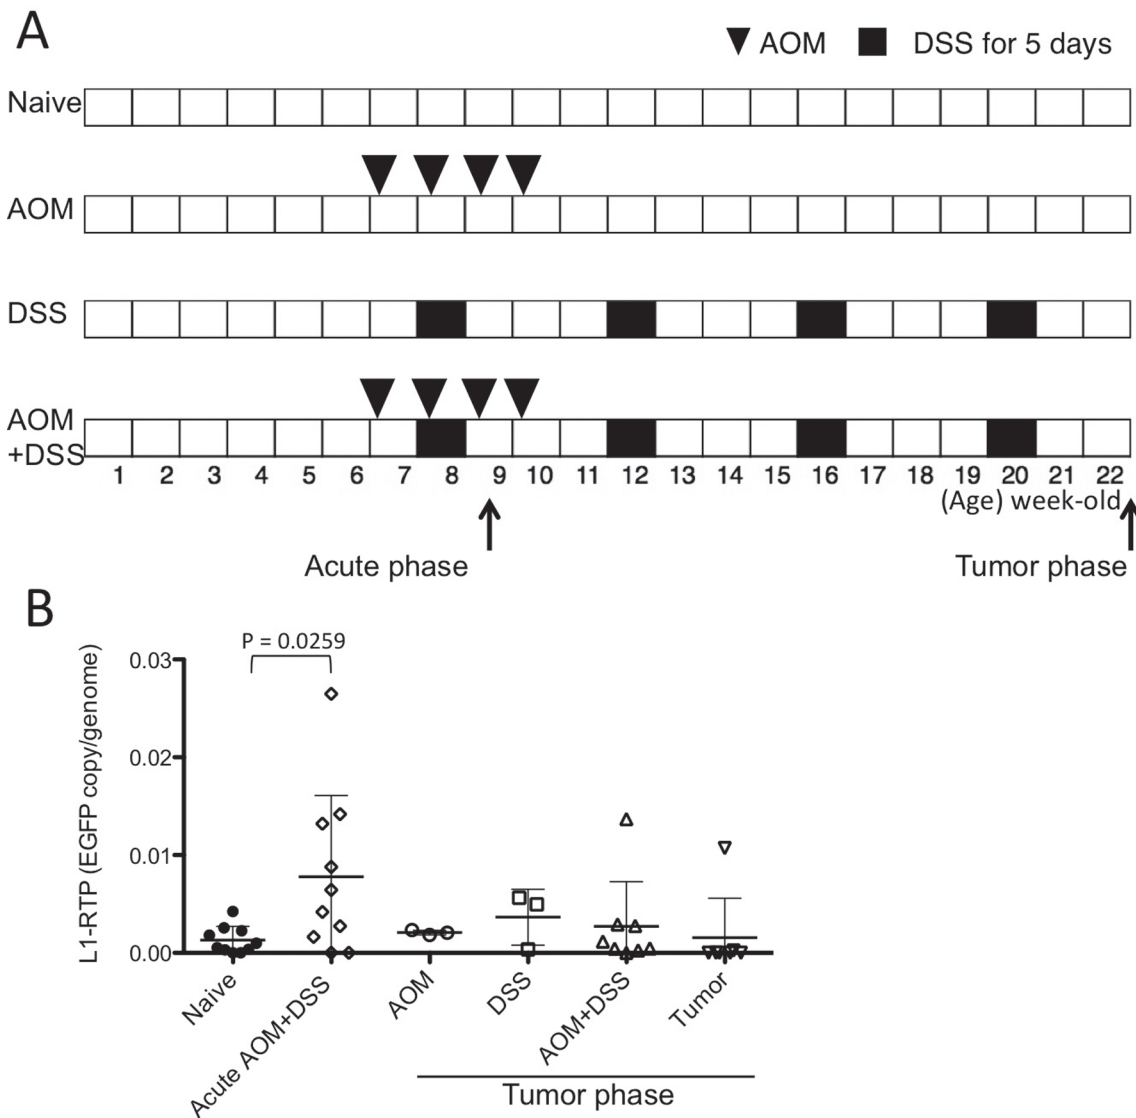 A
AOM
DSS for 5 days
Naive
AOM
DSS
AOM
+DSS
1 2 3 4 5 6 7 8 9 10 11 12 13 14 15 16 17 18 19 20 21 22
(Age) week-old
Acute phase
Tumor phase
B
P = 0.0259
L1-RTP (EGFP copy/genome)
0.03
0.02
0.01
0.00
Naive
Acute AOM+DSS
AOM
DSS
AOM+DSS
Tumor
Tumor phase